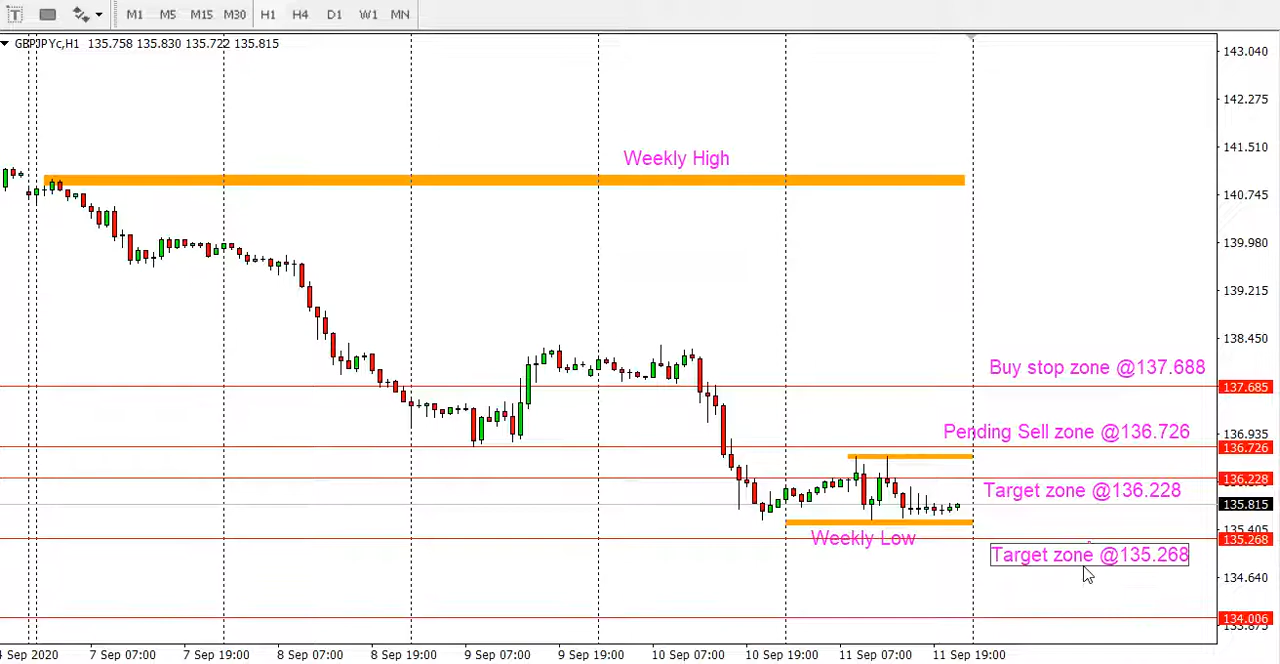 T M1 M5 M15 M30 H1 H4 D1 W1 MN
GBPJPYc,H1 135.758 135.830 135.722 135.815
143.040
142.275
Weekly High
141.510
140.745
139.980
139.215
138.450
Buy stop zone @137.688
137.685
Pending Sell zone @136.726
136.935
136.726
136.228
Target zone @136.228
135.815
135.405
Weekly Low
135.268
Target zone @135.268
134.640
134.006
4 Sep 2020 7 Sep 07:00 7 Sep 19:00 8 Sep 07:00 8 Sep 19:00 9 Sep 07:00 9 Sep 19:00 10 Sep 07:00 10 Sep 19:00 11 Sep 07:00 11 Sep 19:00